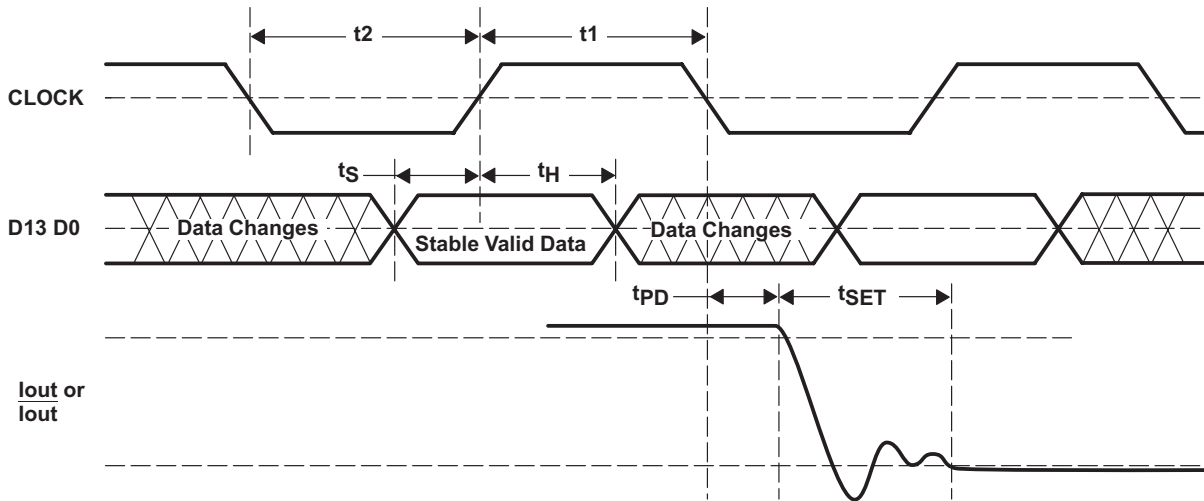 t2
t1
CLOCK
tS
tH
D13 D0
Data Changes
Stable Valid Data
Data Changes
tPD
tSET
Iout or
Iout